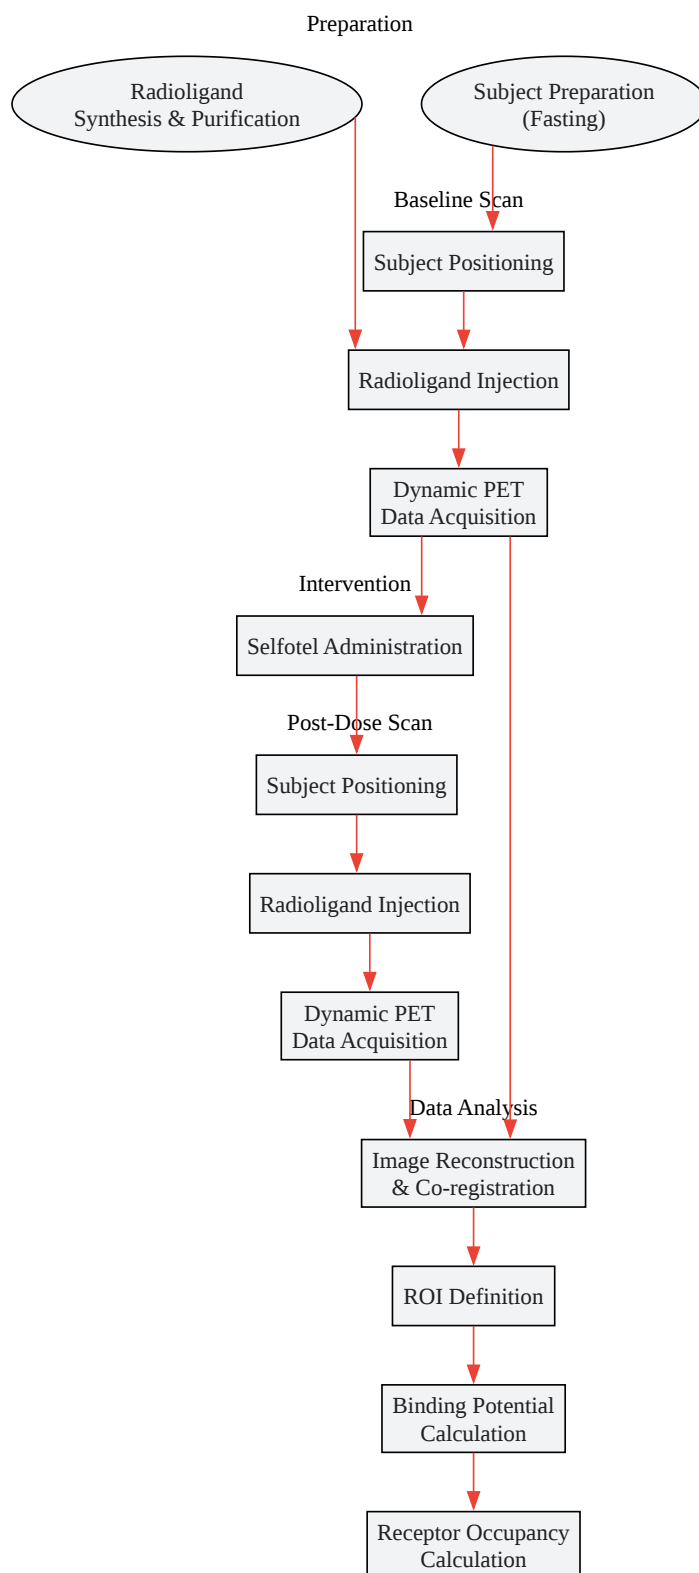 Preparation
Radioligand
Synthesis & Purification
Subject Preparation
(Fasting)
Baseline Scan
Subject Positioning
Radioligand Injection
Dynamic PET
Data Acquisition
Intervention
Selfotel Administration
Post-Dose Scan
Subject Positioning
Radioligand Injection
Dynamic PET
Data Acquisition
Data Analysis
Image Reconstruction
& Co-registration
ROI Definition
Binding Potential
Calculation
Receptor Occupancy
Calculation